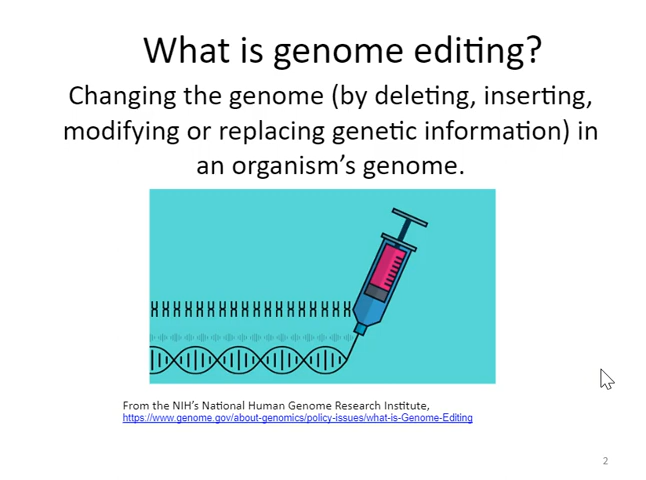 What is genome editing?
Changing the genome (by deleting, inserting,
modifying or replacing genetic information) in
an organism’s genome.
From the NIH’s National Human Genome Research Institute,
https://www.genome.gov/about-genomics/policy-issues/what-is-Genome-Editing
2